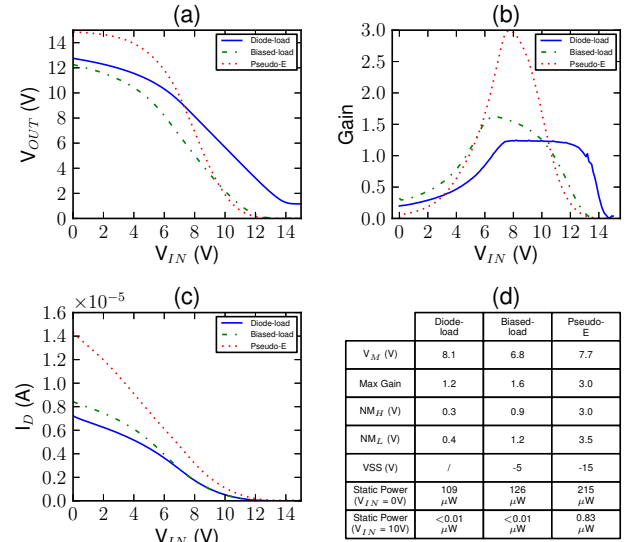 (a)
V_OUT (V)
15
14
12
10
8
6
4
2
0
0 2 4 6 8 10 12 14
V_IN (V)
Diode-load
Biased-load
Pseudo-E
(b)
Gain
3.0
2.5
2.0
1.5
1.0
0.5
0.0
0 2 4 6 8 10 12 14
V_IN (V)
Diode-load
Biased-load
Pseudo-E
(c)
×10^-5
I_D (A)
1.6
1.4
1.2
1.0
0.8
0.6
0.4
0.2
0.0
0 2 4 6 8 10 12 14
V_IN (V)
Diode-load
Biased-load
Pseudo-E
(d)
Diode-load Biased-load Pseudo-E
V_M (V) 8.1 6.8 7.7
Max Gain 1.2 1.6 3.0
NM_H (V) 0.3 0.9 3.0
NM_L (V) 0.4 1.2 3.5
VSS (V) / -5 -15
Static Power (V_IN = 0V) 109 μW 126 μW 215 μW
Static Power (V_IN = 10V) <0.01 μW <0.01 μW 0.83 μW